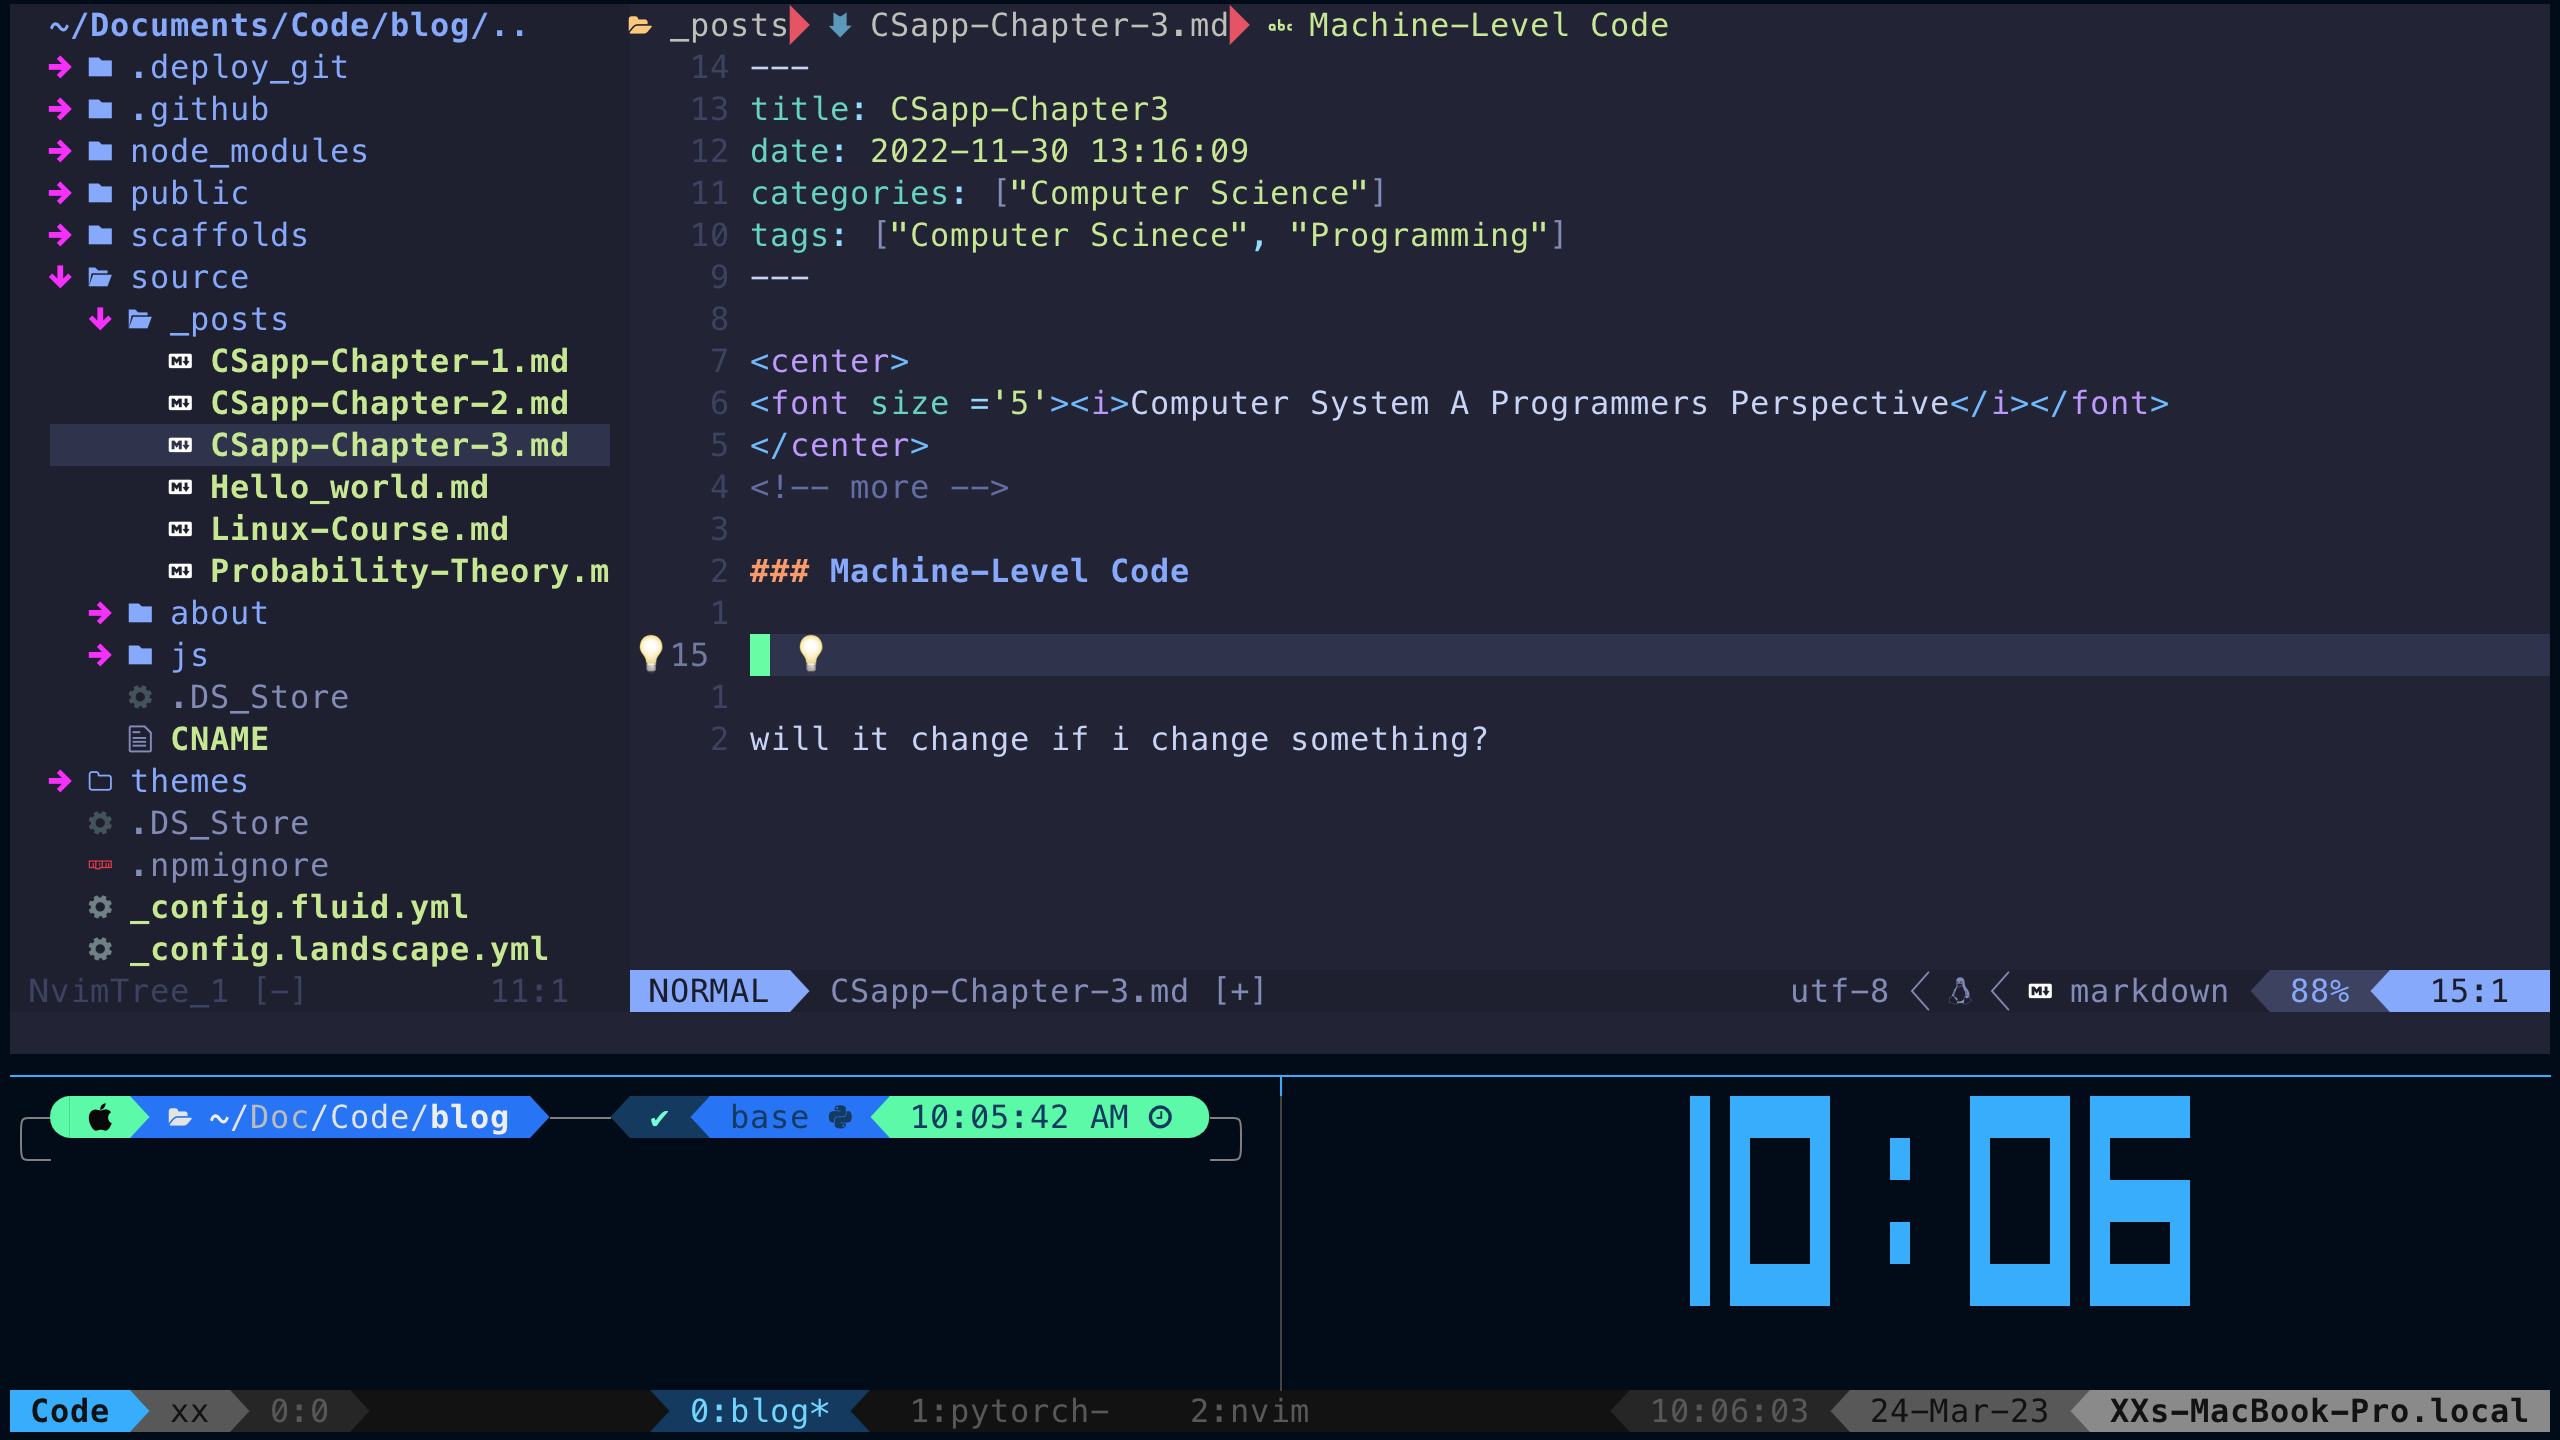 ~/Documents/Code/blog/..
.deploy_git
.github
node_modules
public
scaffolds
source
_posts
CSapp-Chapter-1.md
CSapp-Chapter-2.md
CSapp-Chapter-3.md
Hello_world.md
Linux-Course.md
Probability-Theory.m
about
js
.DS_Store
CNAME
themes
.DS_Store
.npmignore
_config.fluid.yml
_config.landscape.yml
NvimTree_1 [-] 11:1
_posts CSapp-Chapter-3.md abc Machine-Level Code
14 ---
13 title: CSapp-Chapter3
12 date: 2022-11-30 13:16:09
11 categories: ["Computer Science"]
10 tags: ["Computer Scinece", "Programming"]
9 ---
8
7 <center>
6 <font size ='5'><i>Computer System A Programmers Perspective</i></font>
5 </center>
4 <!-- more -->
3
2 ### Machine-Level Code
1
15
1
2 will it change if i change something?
NORMAL CSapp-Chapter-3.md [+] utf-8 markdown 88% 15:1
~/Doc/Code/blog ✔ base 10:05:42 AM
10:06
Code xx 0:0 0:blog* 1:pytorch- 2:nvim 10:06:03 24-Mar-23 XXs-MacBook-Pro.local